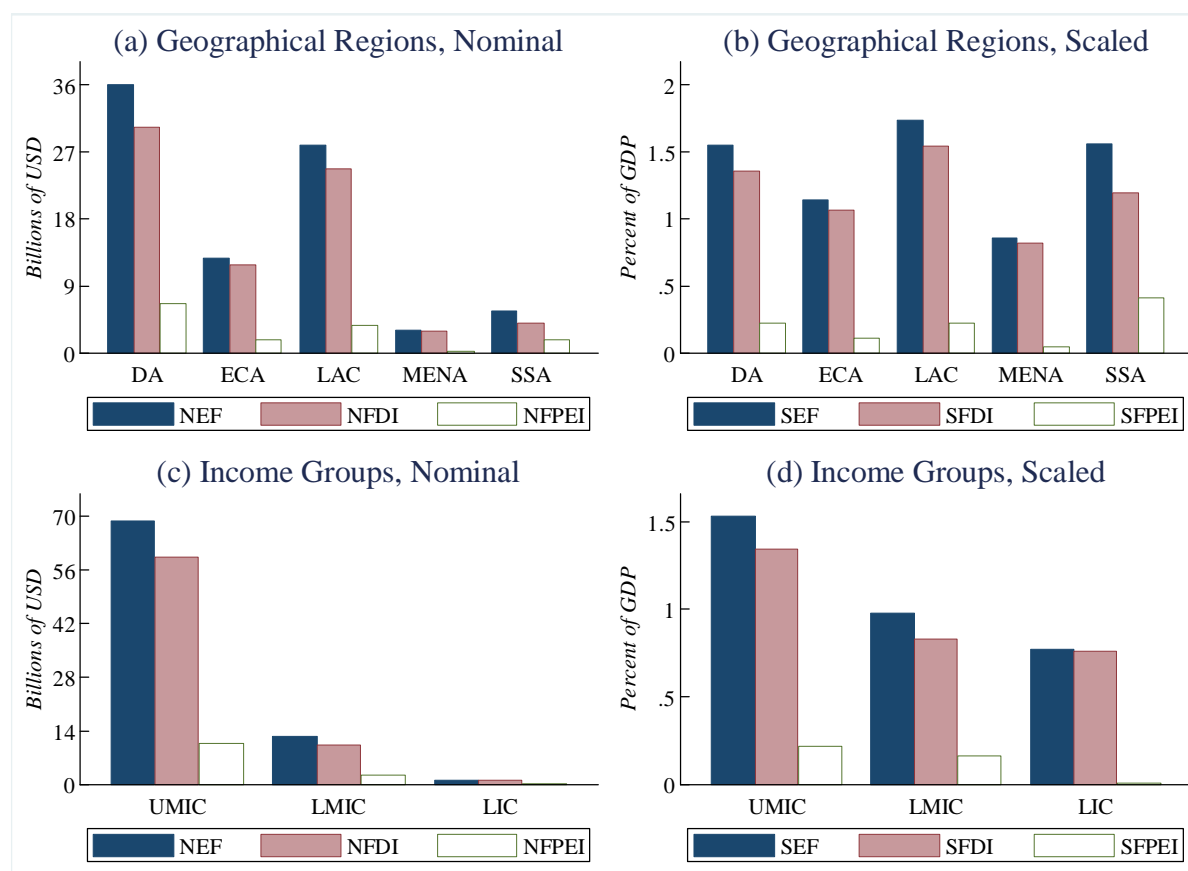 (a) Geographical Regions, Nominal
Billions of USD
36
27
18
9
0
DA ECA LAC MENA SSA
NEF NFDI NFPEI
(b) Geographical Regions, Scaled
Percent of GDP
2
1.5
1
.5
0
DA ECA LAC MENA SSA
SEF SFDI SFPEI
(c) Income Groups, Nominal
Billions of USD
70
56
42
28
14
0
UMIC LMIC LIC
NEF NFDI NFPEI
(d) Income Groups, Scaled
Percent of GDP
1.5
1
.5
0
UMIC LMIC LIC
SEF SFDI SFPEI